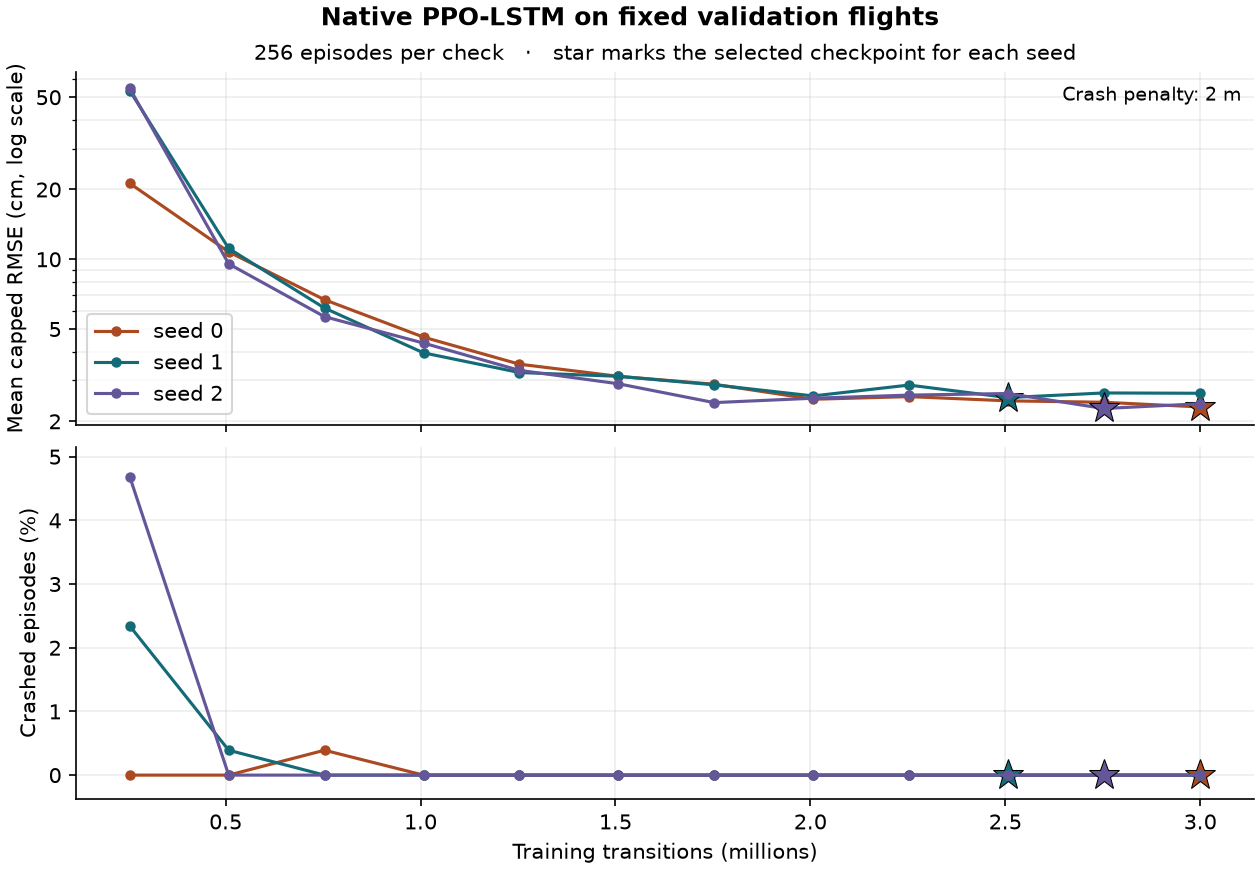 Native PPO-LSTM on fixed validation flights
256 episodes per check · star marks the selected checkpoint for each seed
Mean capped RMSE (cm, log scale)
50
20
10
5
2
Crash penalty: 2 m
seed 0
seed 1
seed 2
Crashed episodes (%)
5
4
3
2
1
0
0.5
1.0
1.5
2.0
2.5
3.0
Training transitions (millions)